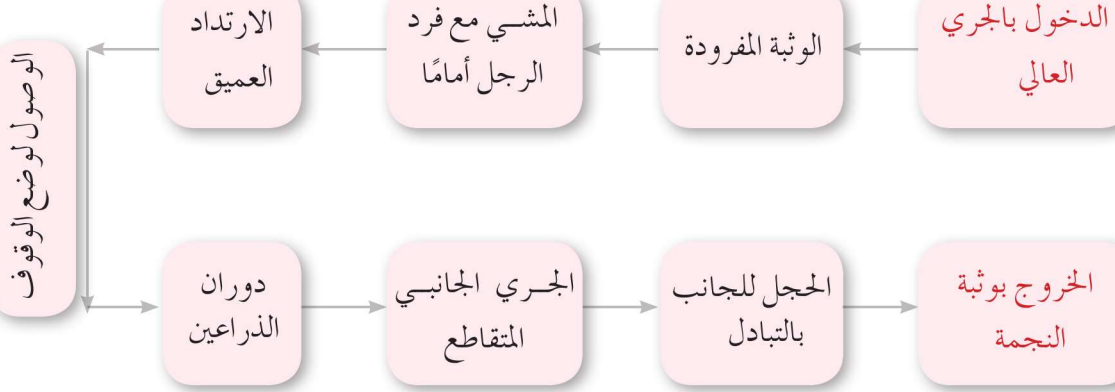 الدخول بالجري
العالي
الوثبة المفرودة
المشـي مع فرد
الرجل أمامًا
الارتداد
العميق
الوصول لوضع الوقوف
دوران
الذراعين
الجـري الجانبـي
المتقاطع
الحجل للجانب
بالتبادل
الخروج بوثبة
النجمة